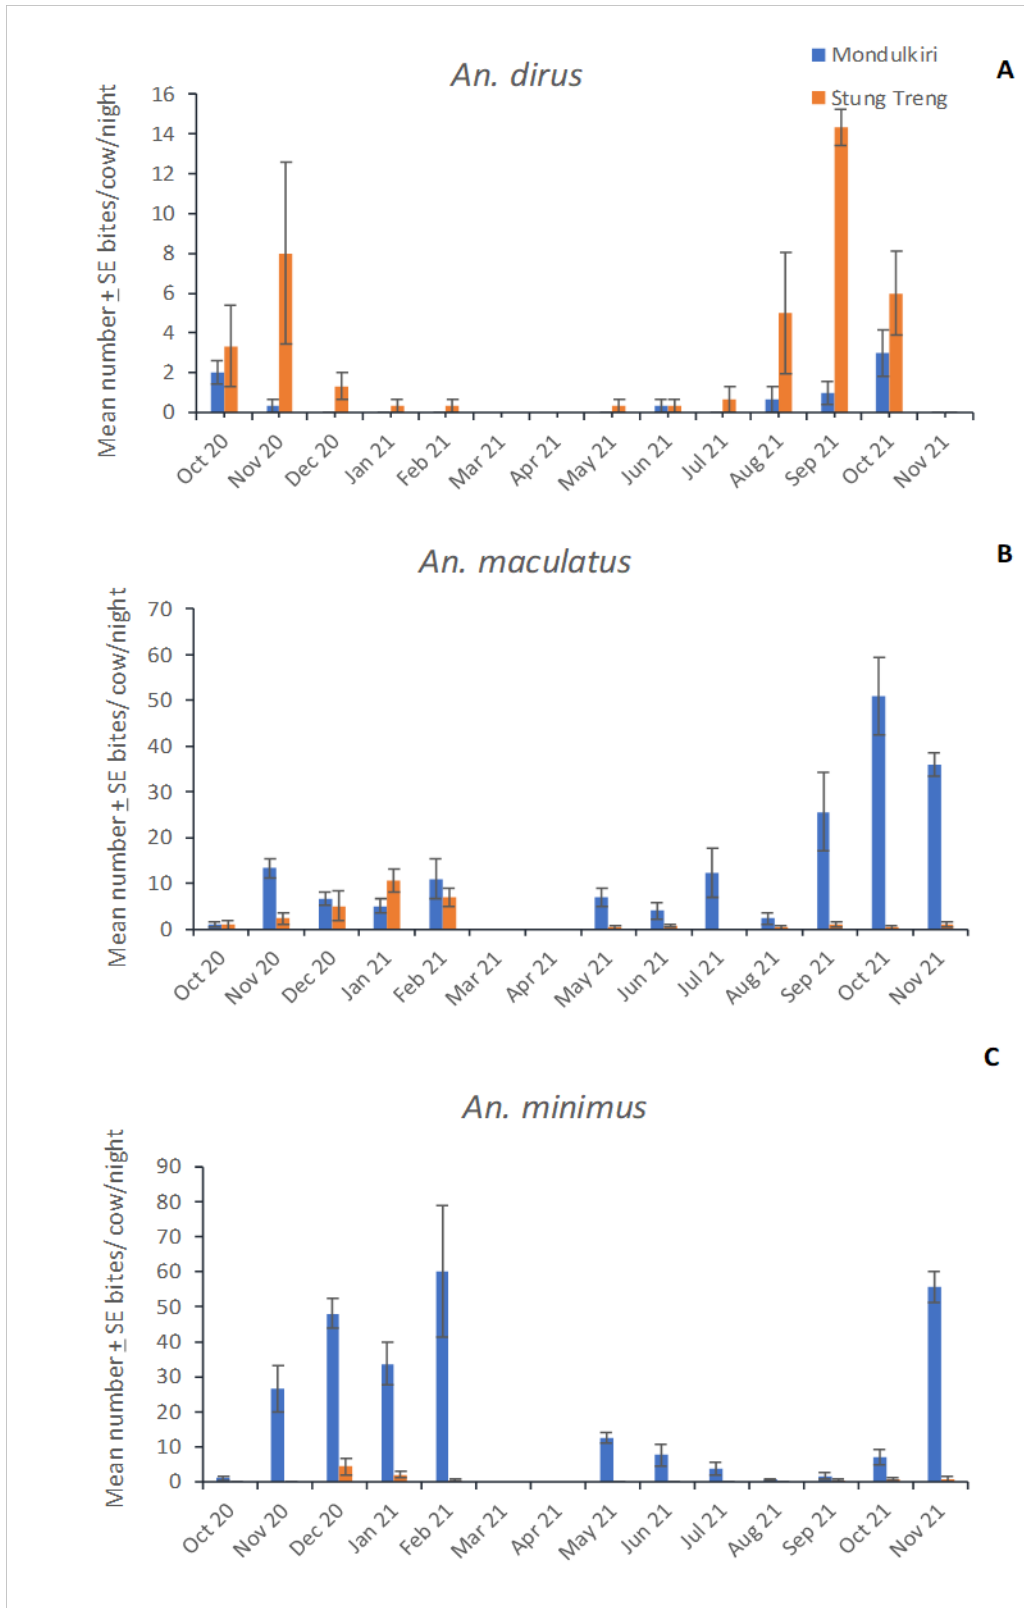 Mondulkiri
A
An. dirus
Stung Treng
Mean number ± SE bites/cow/night
16
14
12
10
8
6
4
2
0
Oct 20
Nov 20
Dec 20
Jan 21
Feb 21
Mar 21
Apr 21
May 21
Jun 21
Jul 21
Aug 21
Sep 21
Oct 21
Nov 21
B
An. maculatus
Mean number ± SE bites/ cow/night
70
60
50
40
30
20
10
0
Oct 20
Nov 20
Dec 20
Jan 21
Feb 21
Mar 21
Apr 21
May 21
Jun 21
Jul 21
Aug 21
Sep 21
Oct 21
Nov 21
C
An. minimus
Mean number ± SE bites/ cow/night
90
80
70
60
50
40
30
20
10
0
Oct 20
Nov 20
Dec 20
Jan 21
Feb 21
Mar 21
Apr 21
May 21
Jun 21
Jul 21
Aug 21
Sep 21
Oct 21
Nov 21